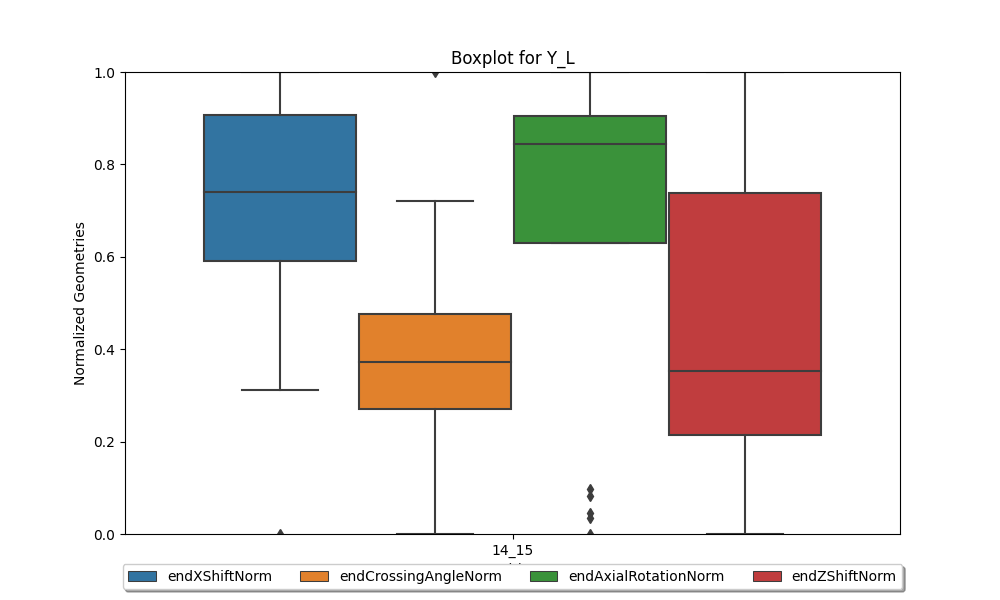 Boxplot for Y_L
Normalized Geometries
1.0
0.8
0.6
0.4
0.2
0.0
14_15
endXShiftNorm endCrossingAngleNorm endAxialRotationNorm endZShiftNorm